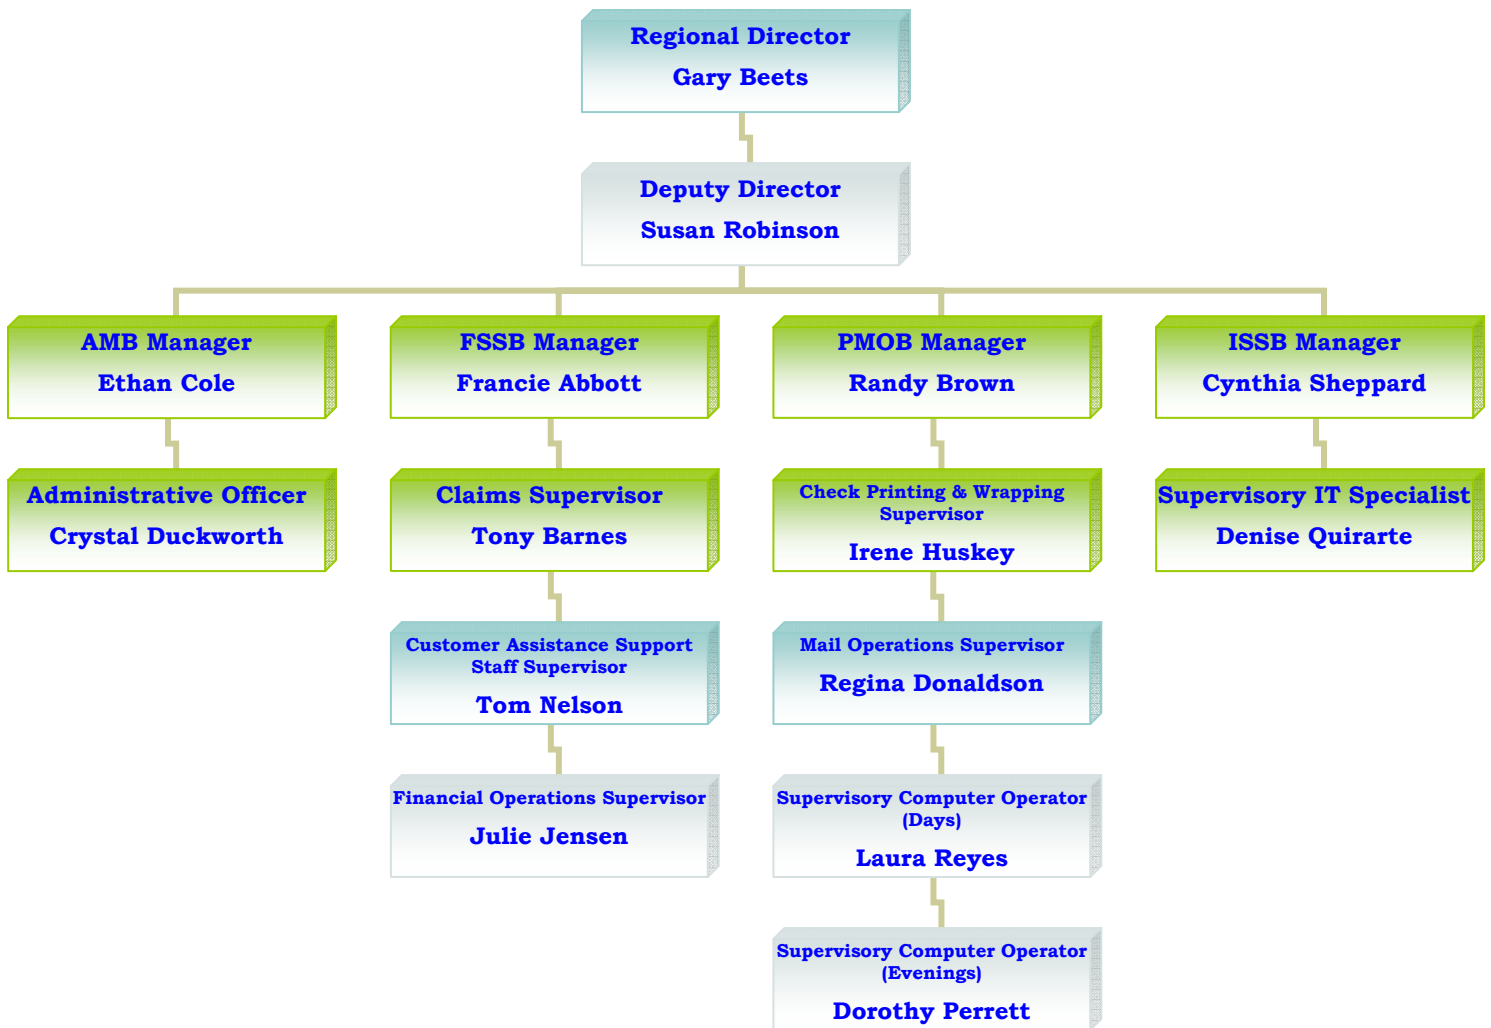 Regional Director
Gary Beets
Deputy Director
Susan Robinson
AMB Manager
Ethan Cole
FSSB Manager
Francie Abbott
PMOB Manager
Randy Brown
ISSB Manager
Cynthia Sheppard
Administrative Officer
Crystal Duckworth
Claims Supervisor
Tony Barnes
Check Printing & Wrapping
Supervisor
Irene Huskey
Supervisory IT Specialist
Denise Quirarte
Customer Assistance Support
Staff Supervisor
Tom Nelson
Mail Operations Supervisor
Regina Donaldson
Financial Operations Supervisor
Julie Jensen
Supervisory Computer Operator
(Days)
Laura Reyes
Supervisory Computer Operator
(Evenings)
Dorothy Perrett